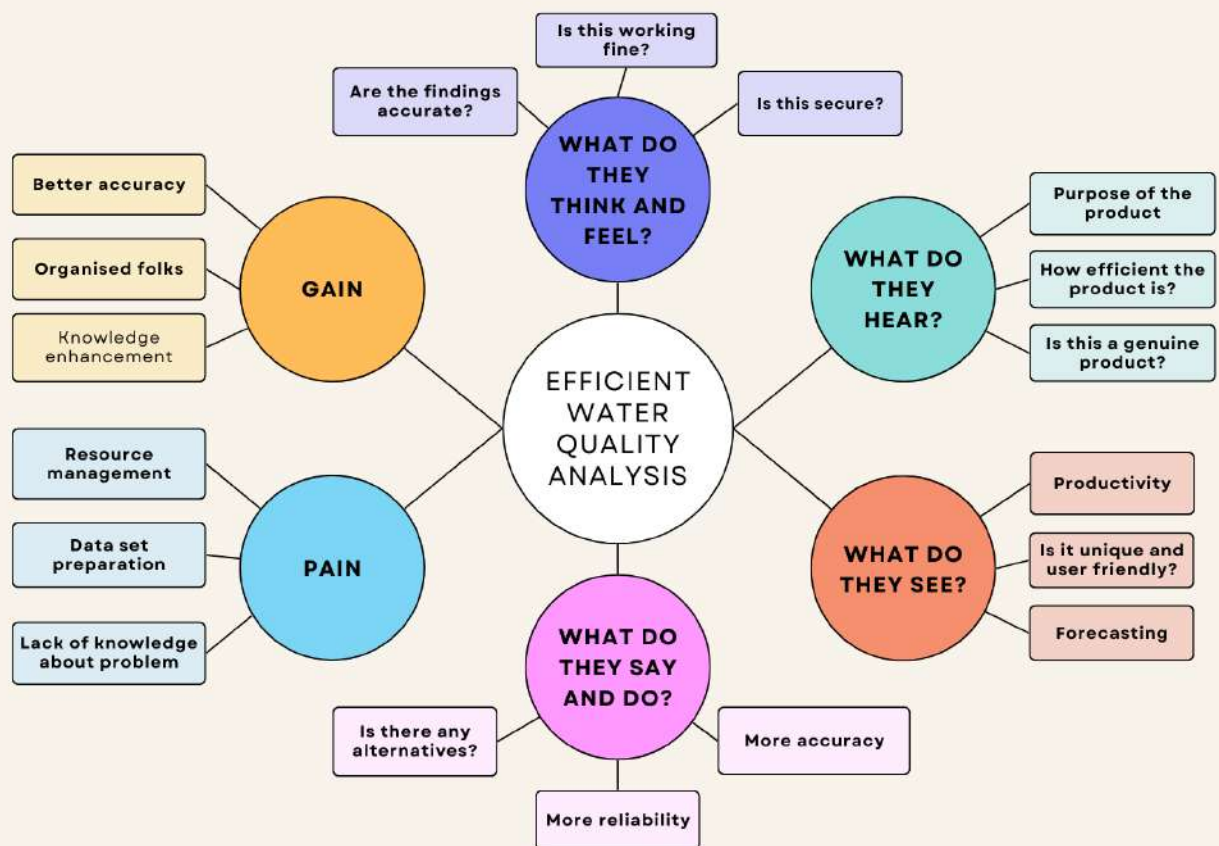 Is this working
fine?
Are the findings
accurate?
Is this secure?
WHAT DO
THEY
THINK AND
FEEL?
Better accuracy
Organised folks
Knowledge
enhancement
GAIN
Purpose of the
product
How efficient the
product is?
Is this a genuine
product?
WHAT DO
THEY
HEAR?
EFFICIENT
WATER
QUALITY
ANALYSIS
Resource
management
Data set
preparation
Lack of knowledge
about problem
PAIN
Productivity
Is it unique and
user friendly?
Forecasting
WHAT DO
THEY SEE?
WHAT DO
THEY SAY
AND DO?
Is there any
alternatives?
More accuracy
More reliability